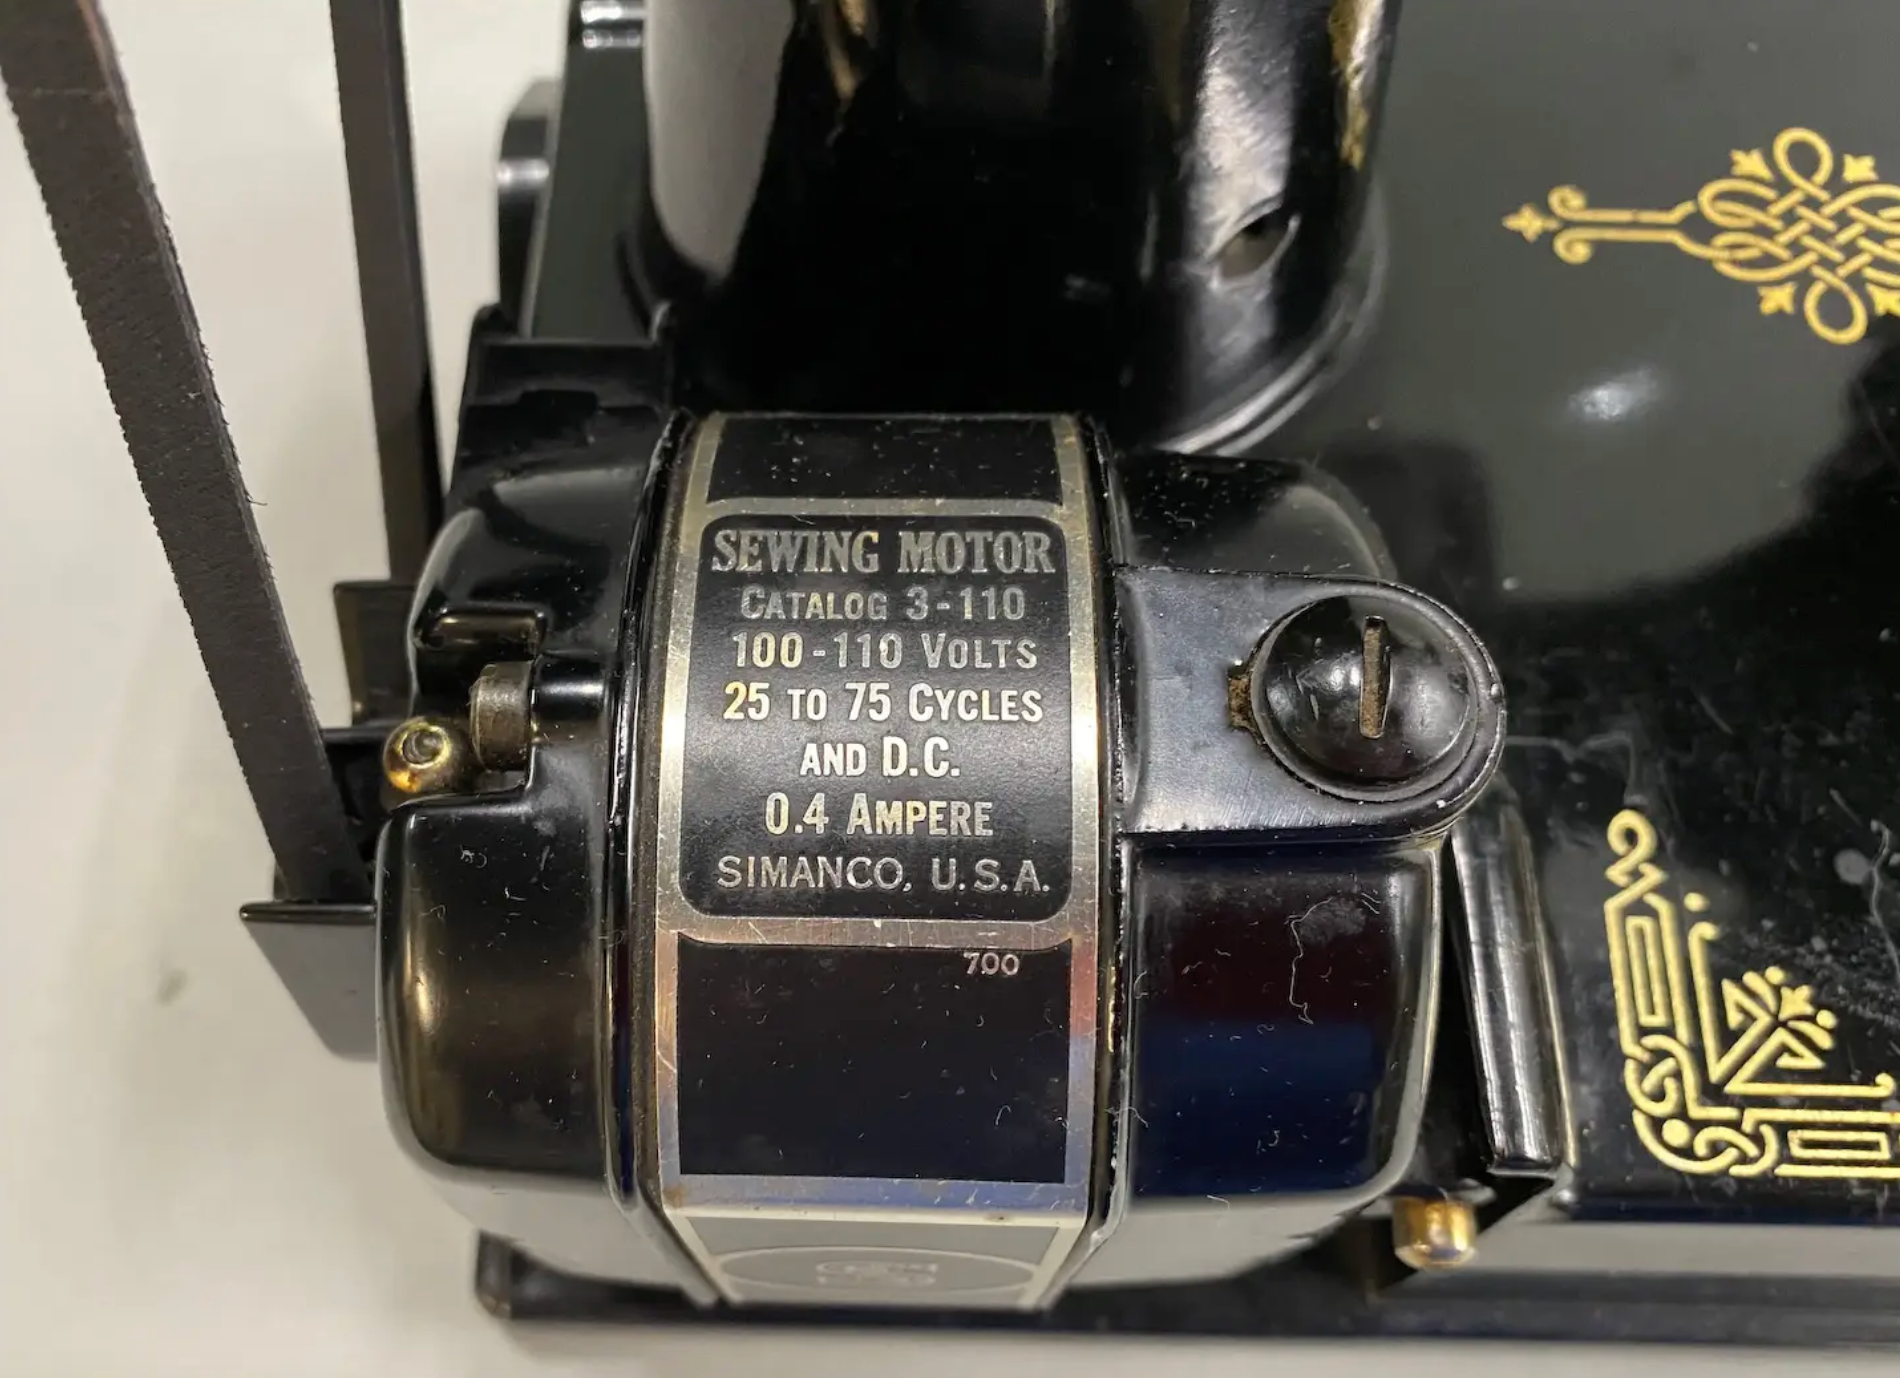 SEWING MOTOR
CATALOG 3-110
100-110 VOLTS
25 TO 75 CYCLES
AND D.C.
0.4 AMPERE
SIMANCO, U.S.A.
700